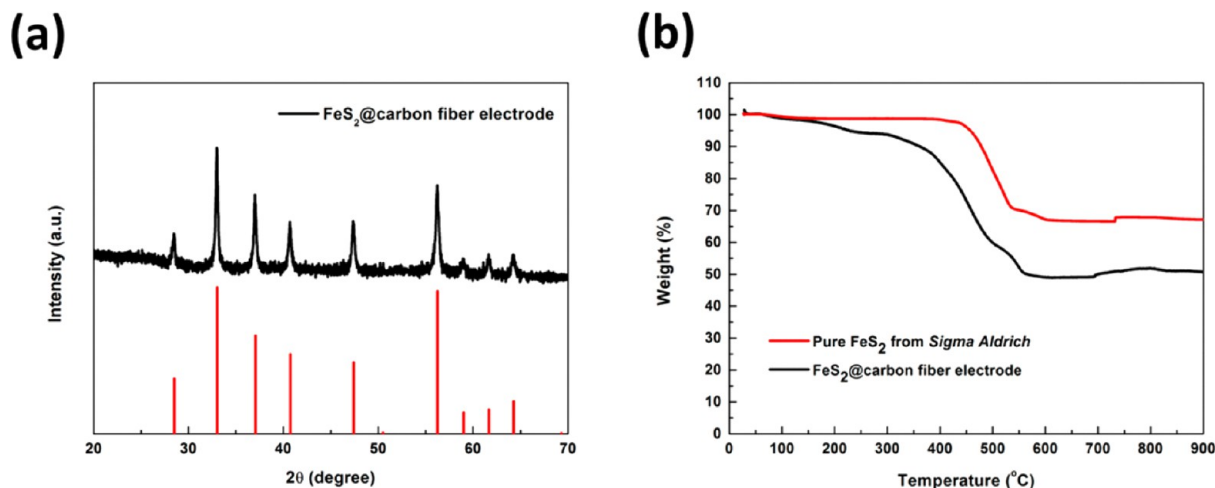 (a)
FeS2@carbon fiber electrode
Intensity (a.u.)
20 30 40 50 60 70
2θ (degree)
(b)
110
100
90
80
70
60
50
40
30
20
10
0
Weight (%)
Pure FeS2 from Sigma Aldrich
FeS2@carbon fiber electrode
0 100 200 300 400 500 600 700 800 900
Temperature (°C)